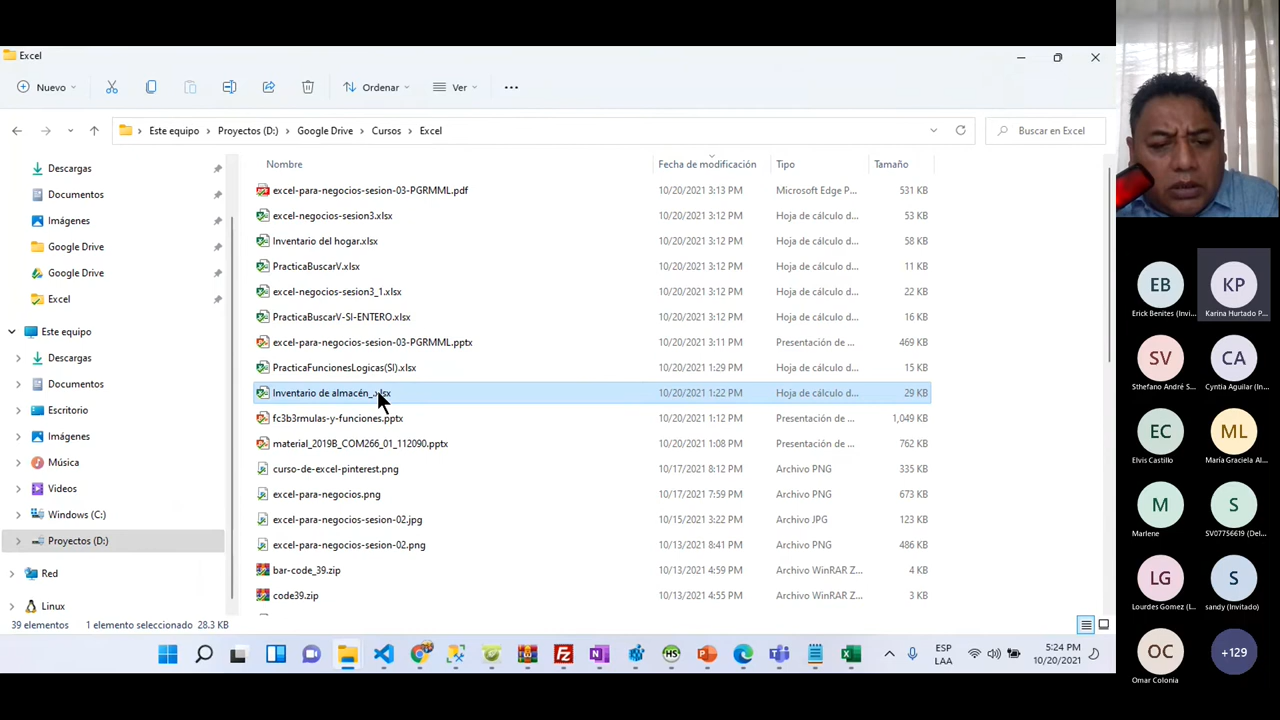 Excel
Nuevo
Ordenar
Ver
Este equipo
Proyectos (D:)
Google Drive
Cursos
Excel
Buscar en Excel
Descargas
Documentos
Imágenes
Google Drive
Google Drive
Excel
Este equipo
Descargas
Documentos
Escritorio
Imágenes
Música
Videos
Windows (C:)
Proyectos (D:)
Red
Linux
Nombre Fecha de modificación Tipo Tamaño
excel-para-negocios-sesion-03-PGRMML.pdf 10/20/2021 3:13 PM Microsoft Edge P... 531 KB
excel-negocios-sesion3.xlsx 10/20/2021 3:12 PM Hoja de cálculo d... 53 KB
Inventario del hogar.xlsx 10/20/2021 3:12 PM Hoja de cálculo d... 58 KB
PracticaBuscarV.xlsx 10/20/2021 3:12 PM Hoja de cálculo d... 11 KB
excel-negocios-sesion3_1.xlsx 10/20/2021 3:12 PM Hoja de cálculo d... 22 KB
PracticaBuscarV-SI-ENTERO.xlsx 10/20/2021 3:12 PM Hoja de cálculo d... 16 KB
excel-para-negocios-sesion-03-PGRMML.pptx 10/20/2021 3:11 PM Presentación de ... 469 KB
PracticaFuncionesLogicas(SI).xlsx 10/20/2021 1:29 PM Hoja de cálculo d... 15 KB
Inventario de almacén_.xlsx 10/20/2021 1:22 PM Hoja de cálculo d... 29 KB
fc3b3rmulas-y-funciones.pptx 10/20/2021 1:12 PM Presentación de ... 1,049 KB
material_2019B_COM266_01_112090.pptx 10/20/2021 1:08 PM Presentación de ... 762 KB
curso-de-excel-pinterest.png 10/17/2021 8:12 PM Archivo PNG 335 KB
excel-para-negocios.png 10/17/2021 7:59 PM Archivo PNG 673 KB
excel-para-negocios-sesion-02.jpg 10/15/2021 3:22 PM Archivo JPG 123 KB
excel-para-negocios-sesion-02.png 10/13/2021 8:41 PM Archivo PNG 486 KB
bar-code_39.zip 10/13/2021 4:59 PM Archivo WinRAR Z... 4 KB
code39.zip 10/13/2021 4:55 PM Archivo WinRAR Z... 3 KB
39 elementos 1 elemento seleccionado 28.3 KB
ESP
LAA
5:24 PM
10/20/2021
EB KP
Erick Benites (Invi... Karina Hurtado P...
SV CA
Sthefano André S... Cyntia Aguilar (In...
EC ML
Elvis Castillo María Graciela Al...
M S
Marlene SV07756619 (Del...
LG S
Lourdes Gomez (I... sandy (Invitado)
OC +129
Omar Colonia